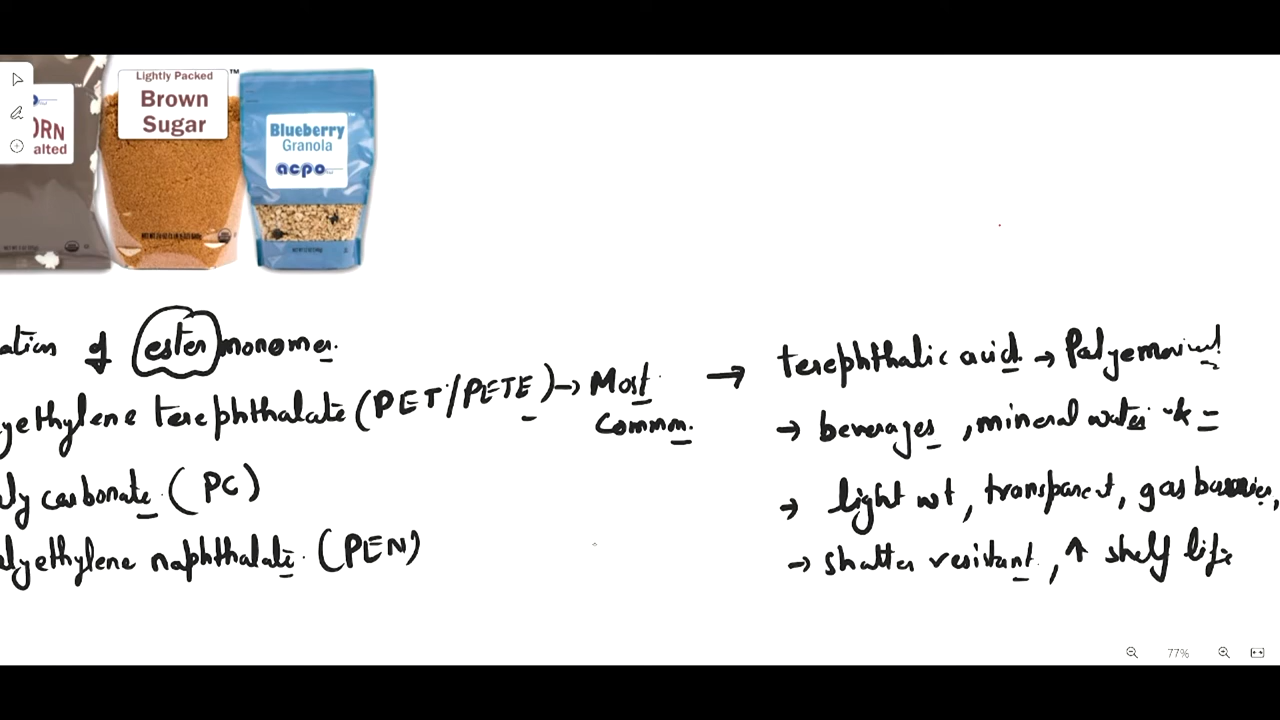 ORN
alted
Lightly Packed
Brown
Sugar
Blueberry
Granola
acpo
ation of ester monomer.
yethylene terephthalate (PET/PETE) → Most
common.
ly carbonate. (PC)
lyethylene naphthalate. (PEN)
→ terephthalic acid →
→ beverages, mineral water
→ light wt, transparent, gas barrier,
→ shatter resistant, ↑ shelf life
77%